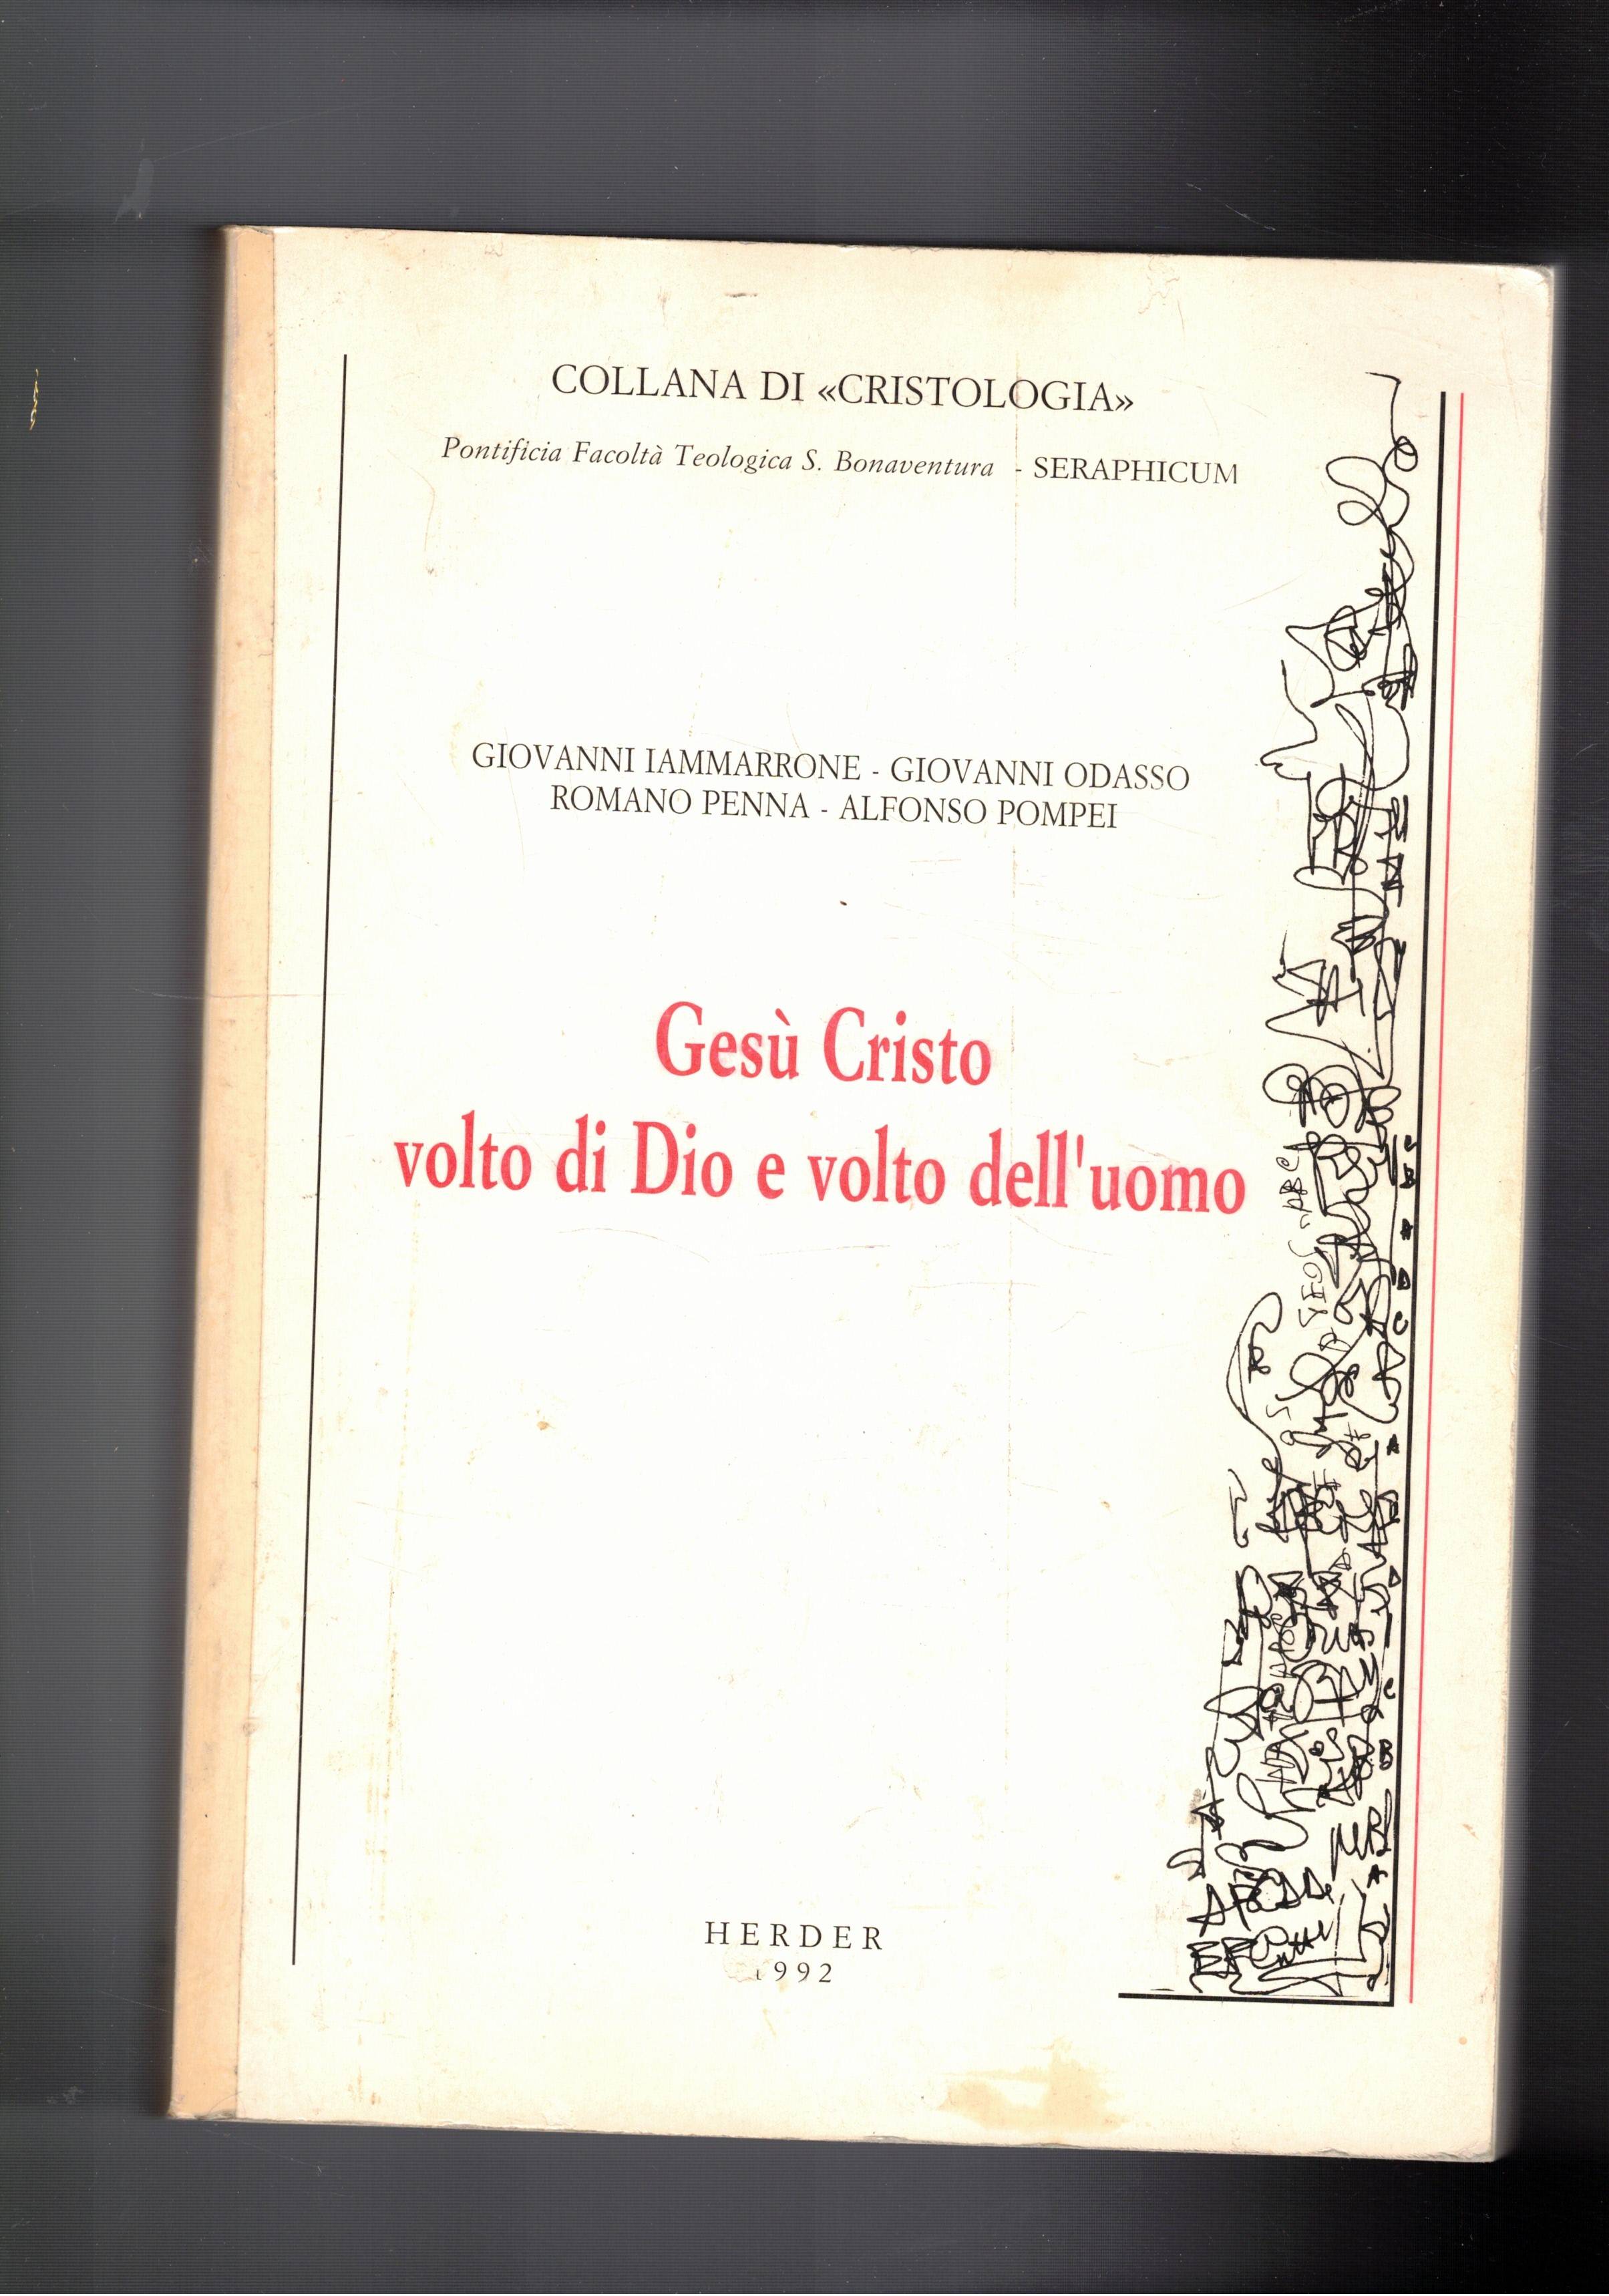 COLLANA DI «CRISTOLOGIA»
Pontificia Facoltà Teologica S. Bonaventura - SERAPHICUM
GIOVANNI IAMMARRONE - GIOVANNI ODASSO
ROMANO PENNA - ALFONSO POMPEI
Gesù Cristo
volto di Dio e volto dell'uomo
HERDER
1992